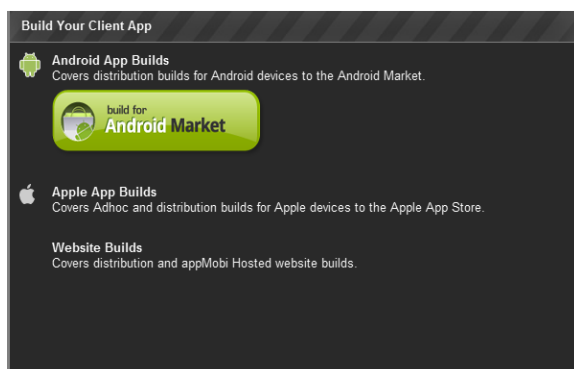 Build Your Client App
Android App Builds
Covers distribution builds for Android devices to the Android Market.
build for
Android Market
Apple App Builds
Covers Adhoc and distribution builds for Apple devices to the Apple App Store.
Website Builds
Covers distribution and appMobi Hosted website builds.